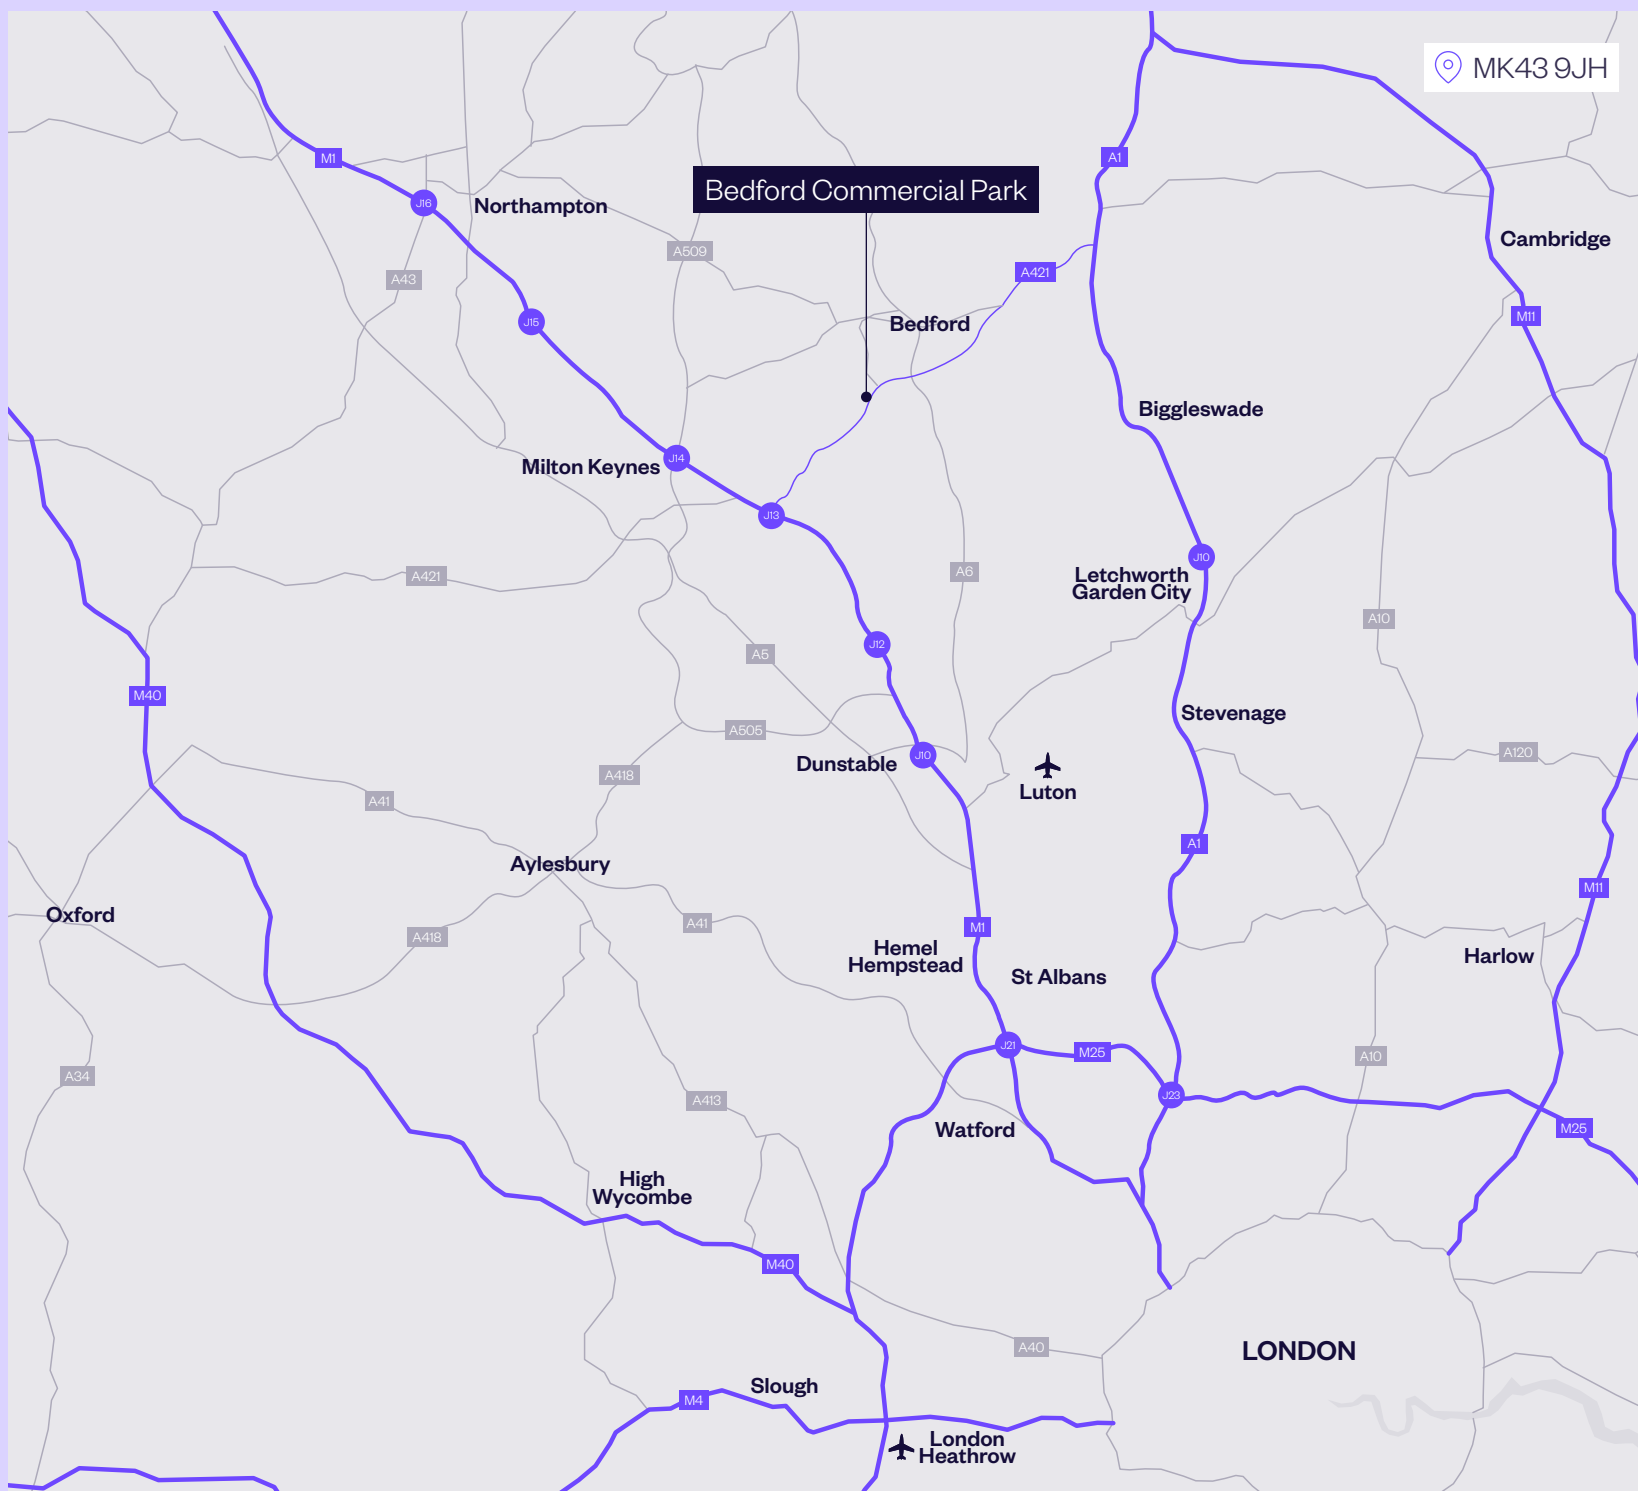 MK43 9JH
A1
M1
Bedford Commercial Park
J16
Northampton
Cambridge
A509
A421
A43
M11
J15
Bedford
Biggleswade
J14
Milton Keynes
J13
J10
A6
A421
Letchworth
Garden City
A10
J12
A5
M40
Stevenage
A505
A120
J10
Dunstable
A418
Luton
A41
A1
Aylesbury
M11
Oxford
A41
M1
A418
Hemel
Hempstead
Harlow
St Albans
J21
M25
A10
A34
J23
A413
M25
Watford
High
Wycombe
M40
A40
LONDON
Slough
M4
London
Heathrow